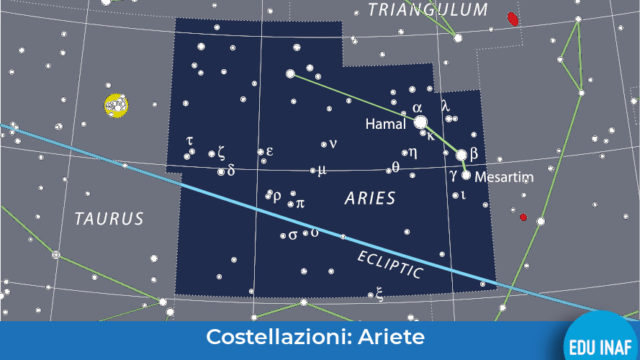 TRIANGULUM
α
λ
Hamal
κ
τ
ζ
ε
ν
η
β
δ
μ
θ
γ
Mesartim
ρ
π
ARIES
ι
TAURUS
σ
ο
ECLIPTIC
ξ
Costellazioni: Ariete
EDU INAF